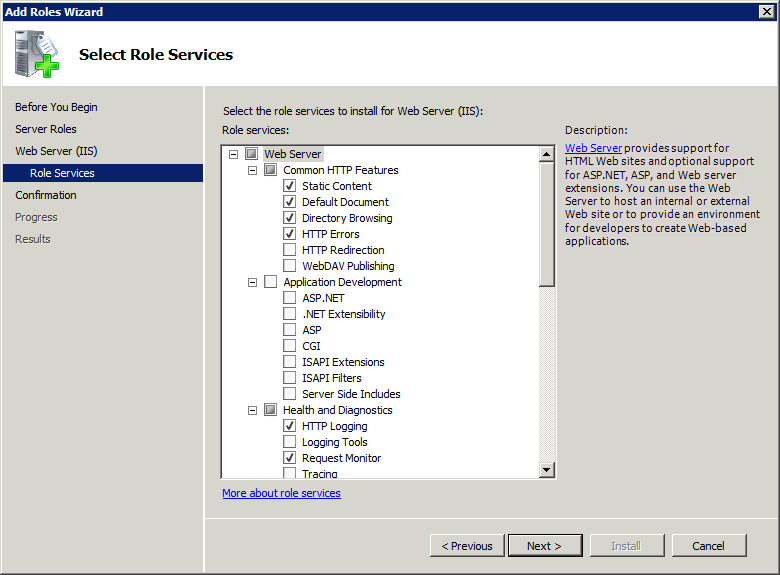 Add Roles Wizard
Select Role Services
Before You Begin
Server Roles
Web Server (IIS)
Role Services
Confirmation
Progress
Results
Select the role services to install for Web Server (IIS):
Role services:
Web Server
Common HTTP Features
Static Content
Default Document
Directory Browsing
HTTP Errors
HTTP Redirection
WebDAV Publishing
Application Development
ASP.NET
.NET Extensibility
ASP
CGI
ISAPI Extensions
ISAPI Filters
Server Side Includes
Health and Diagnostics
HTTP Logging
Logging Tools
Request Monitor
Tracing
More about role services
Description:
Web Server provides support for
HTML Web sites and optional support
for ASP.NET, ASP, and Web server
extensions. You can use the Web
Server to host an internal or external
Web site or to provide an environment
for developers to create Web-based
applications.
< Previous
Next >
Install
Cancel